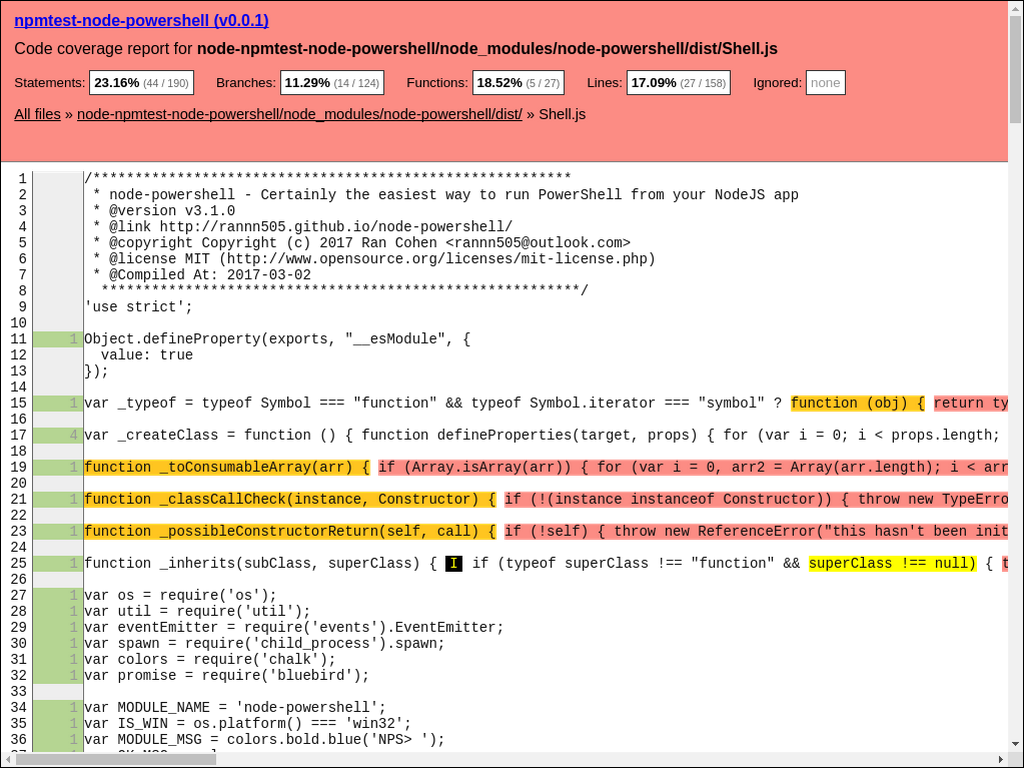 npmtest-node-powershell (v0.0.1)
Code coverage report for node-npmtest-node-powershell/node_modules/node-powershell/dist/Shell.js
Statements: 23.16% (44 / 190) Branches: 11.29% (14 / 124) Functions: 18.52% (5 / 27) Lines: 17.09% (27 / 158) Ignored: none
All files » node-npmtest-node-powershell/node_modules/node-powershell/dist/ » Shell.js
1 /*********************************************************
2 * node-powershell - Certainly the easiest way to run PowerShell from your NodeJS app
3 * @version v3.1.0
4 * @link http://rannn505.github.io/node-powershell/
5 * @copyright Copyright (c) 2017 Ran Cohen <rannn505@outlook.com>
6 * @license MIT (http://www.opensource.org/licenses/mit-license.php)
7 * @Compiled At: 2017-03-02
8 *********************************************************/
9 'use strict';
10
11 1 Object.defineProperty(exports, "__esModule", {
12 value: true
13 });
14
15 1 var _typeof = typeof Symbol === "function" && typeof Symbol.iterator === "symbol" ? function (obj) { return ty
16
17 4 var _createClass = function () { function defineProperties(target, props) { for (var i = 0; i < props.length;
18
19 1 function _toConsumableArray(arr) { if (Array.isArray(arr)) { for (var i = 0, arr2 = Array(arr.length); i < arr
20
21 1 function _classCallCheck(instance, Constructor) { if (!(instance instanceof Constructor)) { throw new TypeErro
22
23 1 function _possibleConstructorReturn(self, call) { if (!self) { throw new ReferenceError("this hasn't been init
24
25 1 function _inherits(subClass, superClass) { I if (typeof superClass !== "function" && superClass !== null) { t
26
27 1 var os = require('os');
28 1 var util = require('util');
29 1 var eventEmitter = require('events').EventEmitter;
30 1 var spawn = require('child_process').spawn;
31 1 var colors = require('chalk');
32 1 var promise = require('bluebird');
33
34 1 var MODULE_NAME = 'node-powershell';
35 1 var IS_WIN = os.platform() === 'win32';
36 1 var MODULE_MSG = colors.bold.blue('NPS> ');